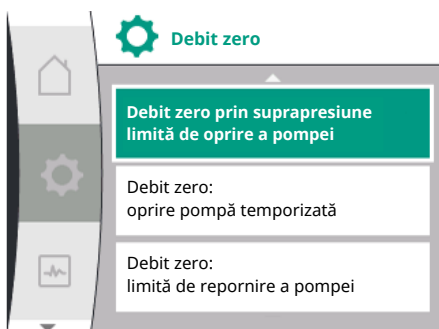 Debit zero
Debit zero prin suprapresiune
limită de oprire a pompei
Debit zero:
oprire pompă temporizată
Debit zero:
limită de repornire a pompei